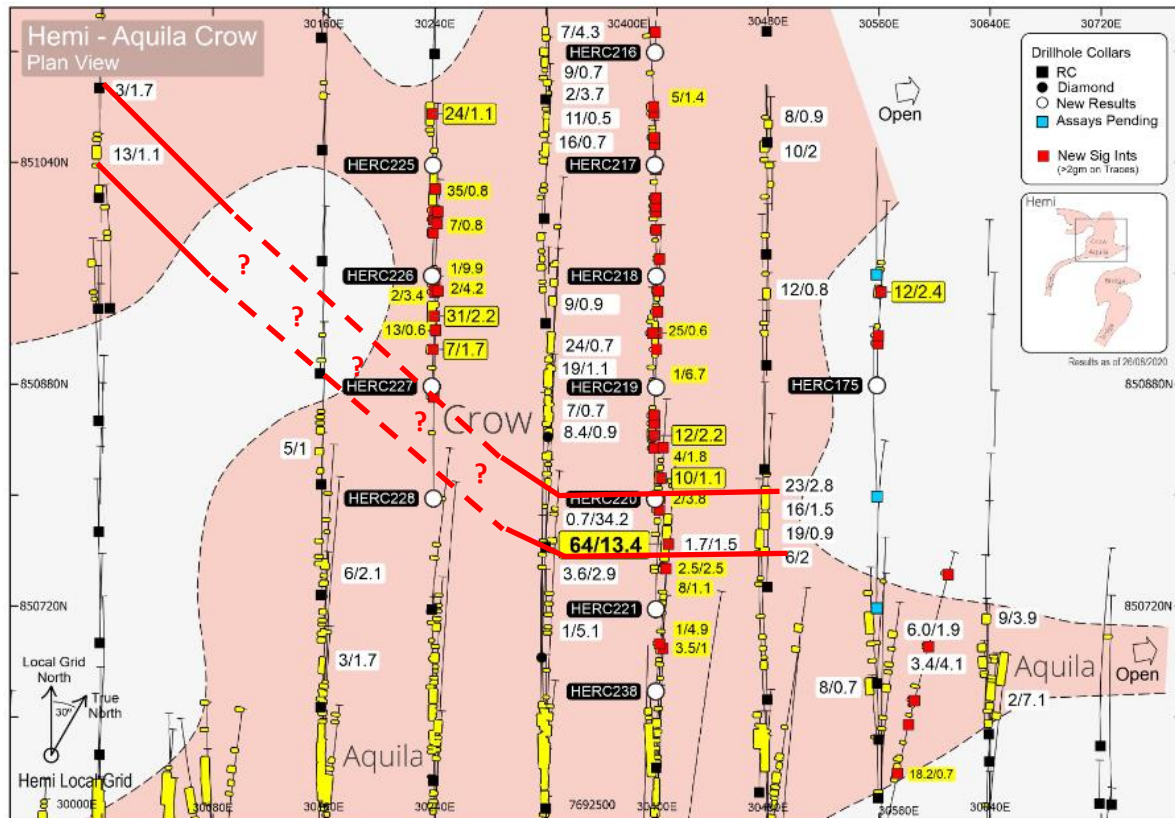 Hemi - Aquila Crow
Plan View
30160E
30240E
30400E
30480E
30560E
30640E
30720E
Drillhole Collars
RC
Diamond
New Results
Assays Pending
New Sig Ints
(>2gm on Traces)
Hemi
Crow
Aquila
Results as of 26/08/2020
Open
851040N
850880N
850880N
850720N
850720N
3/1.7
13/1.1
24/1.1
HERC225
35/0.8
7/0.8
HERC226
1/9.9
2/3.4
2/4.2
31/2.2
13/0.6
7/1.7
HERC227
HERC228
5/1
6/2.1
3/1.7
?
?
?
?
?
Crow
7/4.3
9/0.7
2/3.7
11/0.5
16/0.7
9/0.9
24/0.7
19/1.1
7/0.7
8.4/0.9
0.7/34.2
64/13.4
3.6/2.9
1/5.1
HERC216
5/1.4
HERC217
HERC218
25/0.6
1/6.7
HERC219
12/2.2
4/1.8
10/1.1
HERC220
2/3.8
1.7/1.5
2.5/2.5
8/1.1
HERC221
1/4.9
3.5/1
HERC238
8/0.9
10/2
12/0.8
23/2.8
16/1.5
19/0.9
6/2
12/2.4
HERC175
6.0/1.9
3.4/4.1
8/0.7
18.2/0.7
9/3.9
2/7.1
Aquila
Open
Aquila
Local Grid
North
True
North
30°
Hemi Local Grid
30000E
30080E
30160E
30240E
7692500
30400E
30480E
30560E
30640E